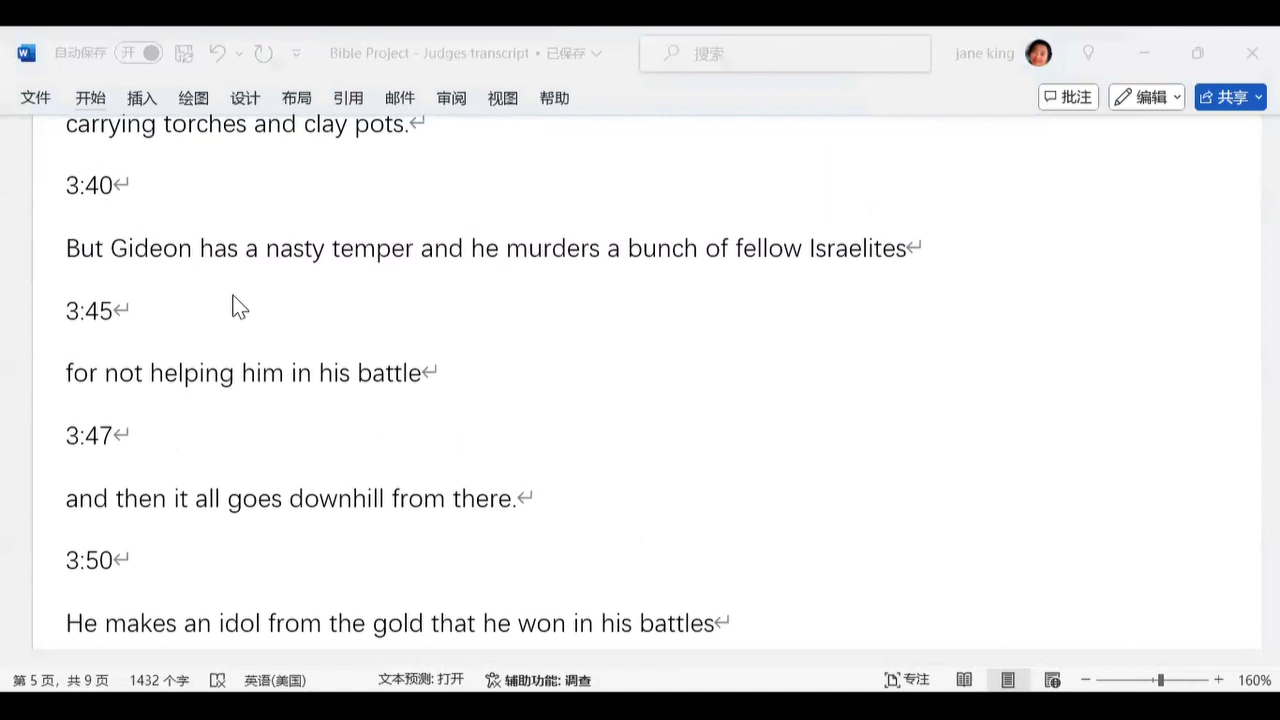 自动保存 开 Bible Project - Judges transcript • 已保存 搜索 jane king
文件 开始 插入 绘图 设计 布局 引用 邮件 审阅 视图 帮助 批注 编辑 共享
carrying torches and clay pots.↵
3:40↵
But Gideon has a nasty temper and he murders a bunch of fellow Israelites↵
3:45↵
for not helping him in his battle↵
3:47↵
and then it all goes downhill from there.↵
3:50↵
He makes an idol from the gold that he won in his battles↵
第 5 页，共 9 页 1432 个字 英语(美国) 文本预测: 打开 辅助功能: 调查 专注 160%